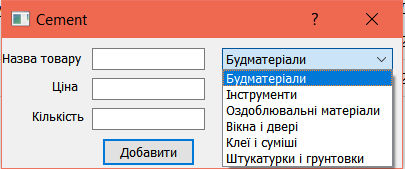 Cement
?
Назва товару
Будматеріали
Будматеріали
Ціна
Інструменти
Оздоблювальні матеріали
Кількість
Вікна і двері
Клеї і суміші
Добавити
Штукатурки і грунтовки